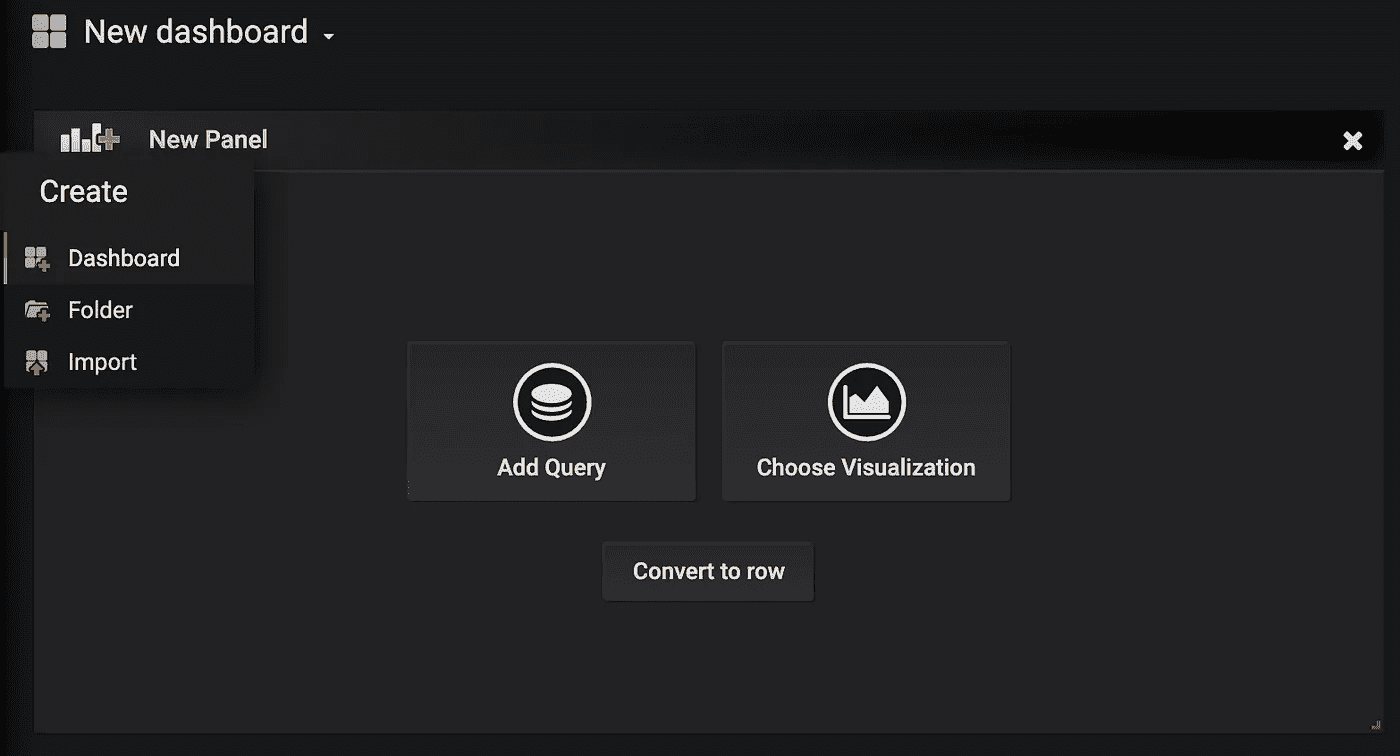 New dashboard
New Panel
Create
Dashboard
Folder
Import
Add Query
Choose Visualization
Convert to row